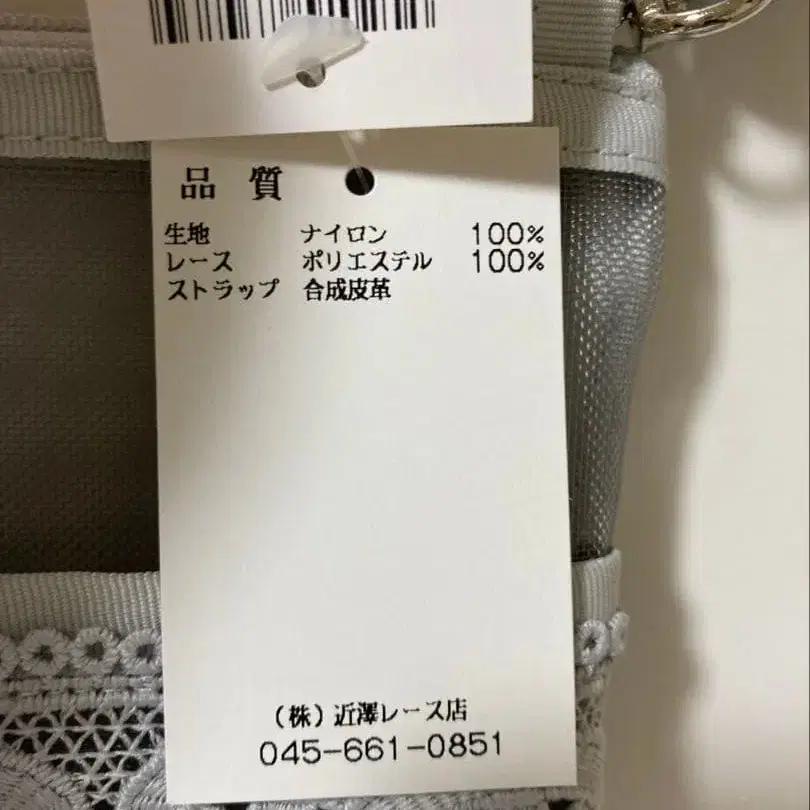 品 質
生地 ナイロン 100%
レース ポリエステル 100%
ストラップ 合成皮革
(株)近澤レース店
045-661-0851